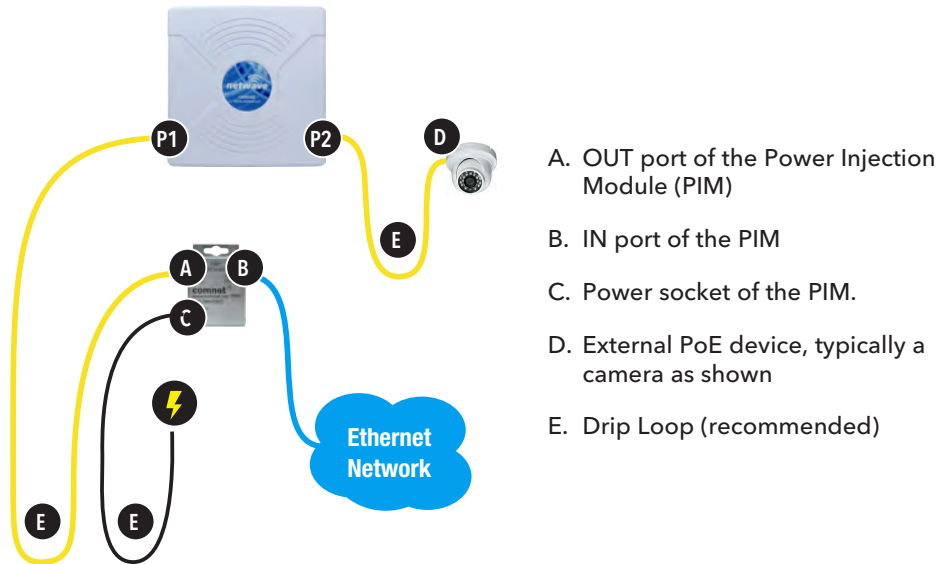 netwave
P1
P2
D
E
A
B
comnet
C
Ethernet
Network
E
E
A. OUT port of the Power Injection
Module (PIM)
B. IN port of the PIM
C. Power socket of the PIM.
D. External PoE device, typically a
camera as shown
E. Drip Loop (recommended)